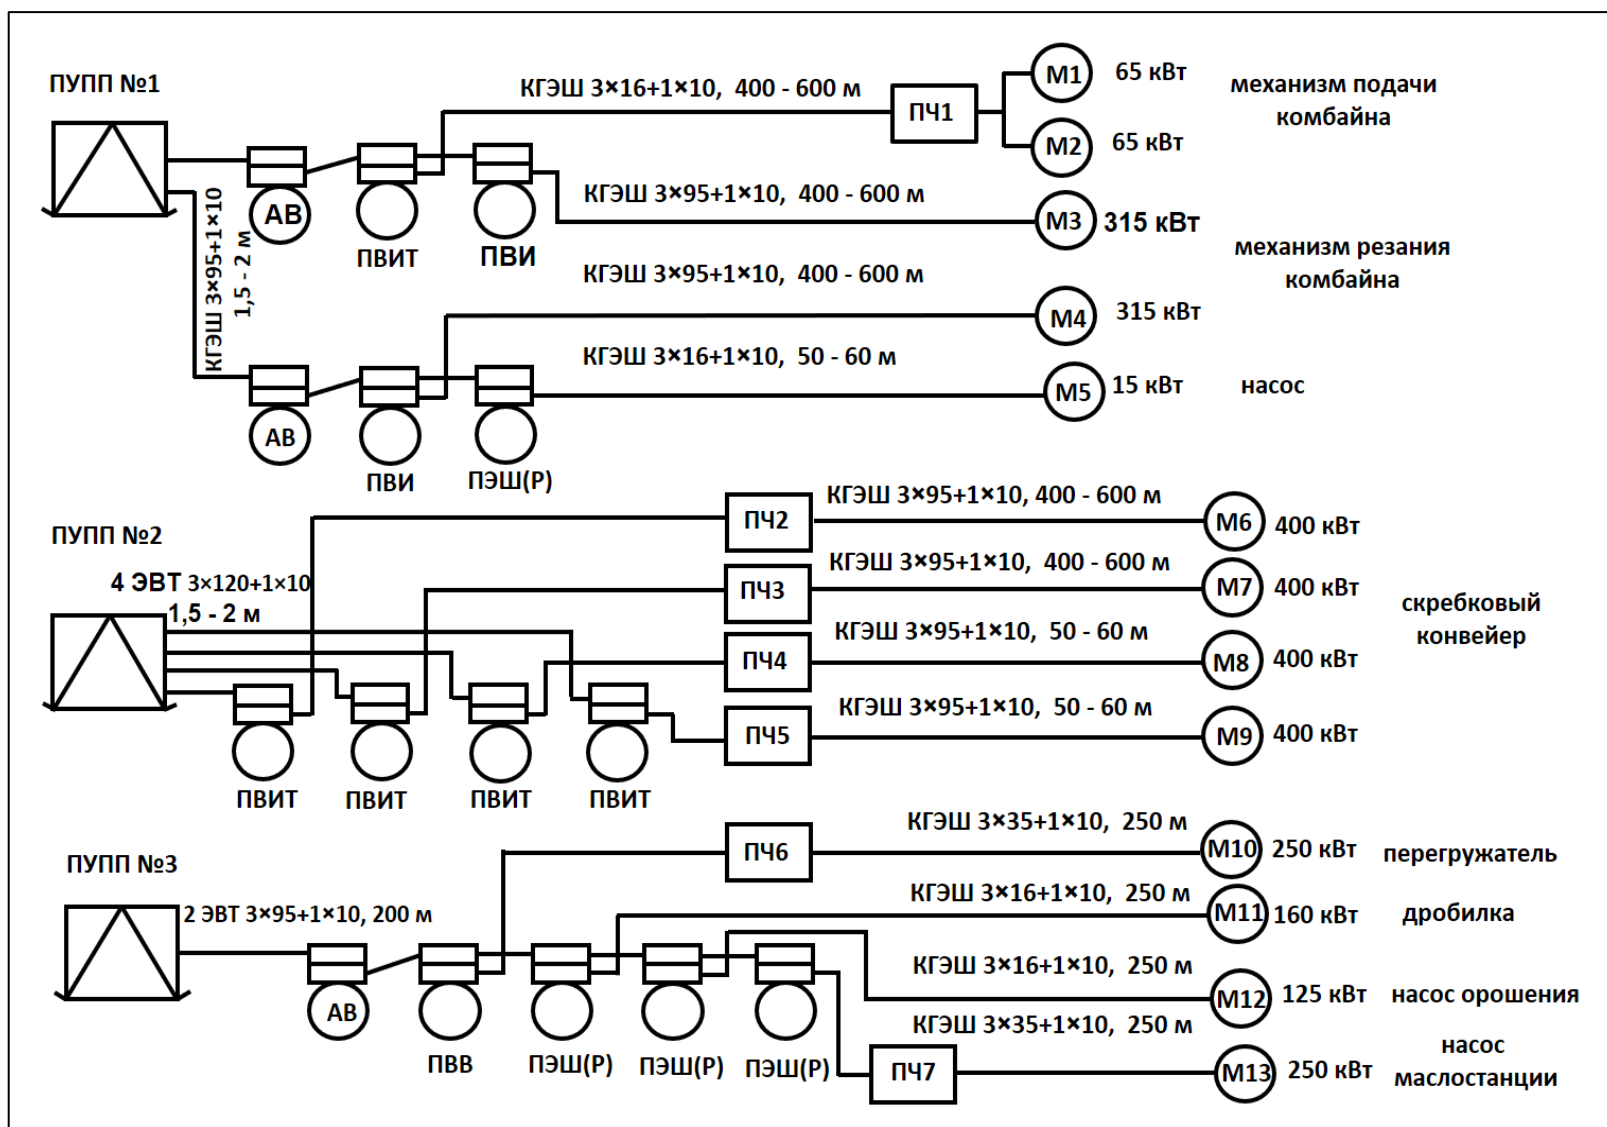 ПУПП №1
КГЭШ 3×16+1×10, 400 - 600 м
ПЧ1
М1
65 кВт
М2
65 кВт
механизм подачи
комбайна
АВ
ПВИТ
ПВИ
КГЭШ 3×95+1×10, 400 - 600 м
М3
315 кВт
механизм резания
комбайна
КГЭШ 3×95+1×10
1,5 - 2 м
КГЭШ 3×95+1×10, 400 - 600 м
М4
315 кВт
КГЭШ 3×16+1×10, 50 - 60 м
М5
15 кВт
насос
АВ
ПВИ
ПЭШ(Р)
ПУПП №2
4 ЭВТ 3×120+1×10
1,5 - 2 м
ПЧ2
КГЭШ 3×95+1×10, 400 - 600 м
М6
400 кВт
ПЧ3
КГЭШ 3×95+1×10, 400 - 600 м
М7
400 кВт
скребковый
конвейер
ПЧ4
КГЭШ 3×95+1×10, 50 - 60 м
М8
400 кВт
ПЧ5
КГЭШ 3×95+1×10, 50 - 60 м
М9
400 кВт
ПВИТ
ПВИТ
ПВИТ
ПВИТ
ПУПП №3
2 ЭВТ 3×95+1×10, 200 м
ПЧ6
КГЭШ 3×35+1×10, 250 м
М10
250 кВт
перегружатель
КГЭШ 3×16+1×10, 250 м
М11
160 кВт
дробилка
КГЭШ 3×16+1×10, 250 м
М12
125 кВт
насос орошения
КГЭШ 3×35+1×10, 250 м
ПЧ7
М13
250 кВт
насос
маслостанции
АВ
ПВВ
ПЭШ(Р)
ПЭШ(Р)
ПЭШ(Р)